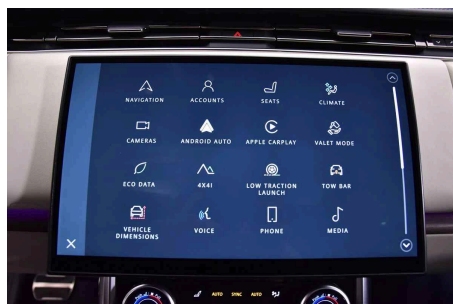 NAVIGATION
ACCOUNTS
SEATS
CLIMATE
CAMERAS
ANDROID AUTO
APPLE CARPLAY
VALET MODE
ECO DATA
4X4I
LOW TRACTION
LAUNCH
TOW BAR
VEHICLE
DIMENSIONS
VOICE
PHONE
MEDIA
AUTO SYNC AUTO